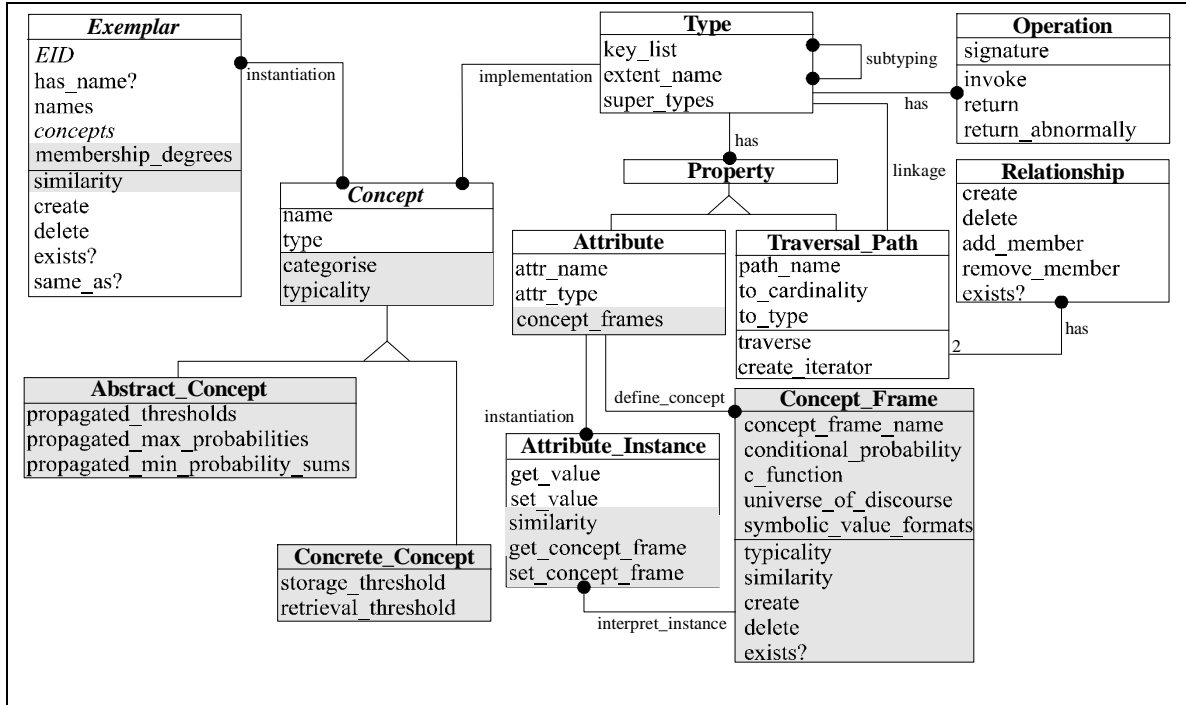 Exemplar
EID
has_name?
names
concepts
membership_degrees
similarity
create
delete
exists?
same_as?
instantiation
implementation
Type
key_list
extent_name
super_types
subtyping
has
Operation
signature
invoke
return
return_abnormally
has
linkage
Property
Relationship
create
delete
add_member
remove_member
exists?
has
2
Concept
name
type
categorise
typicality
Attribute
attr_name
attr_type
concept_frames
Traversal_Path
path_name
to_cardinality
to_type
traverse
create_iterator
Abstract_Concept
propagated_thresholds
propagated_max_probabilities
propagated_min_probability_sums
instantiation
define_concept
Attribute_Instance
get_value
set_value
similarity
get_concept_frame
set_concept_frame
Concept_Frame
concept_frame_name
conditional_probability
c_function
universe_of_discourse
symbolic_value_formats
typicality
similarity
create
delete
exists?
interpret_instance
Concrete_Concept
storage_threshold
retrieval_threshold